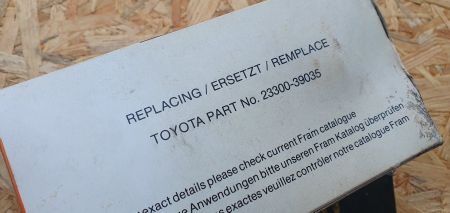 REPLACING / ERSETZT / REMPLACE
TOYOTA PART No. 23300-39035
exact details please check current Fram catalogue
Anwendungen bitte unseren Fram Katalog überprüfen
exactes veuillez contrôler notre catalogue Fram